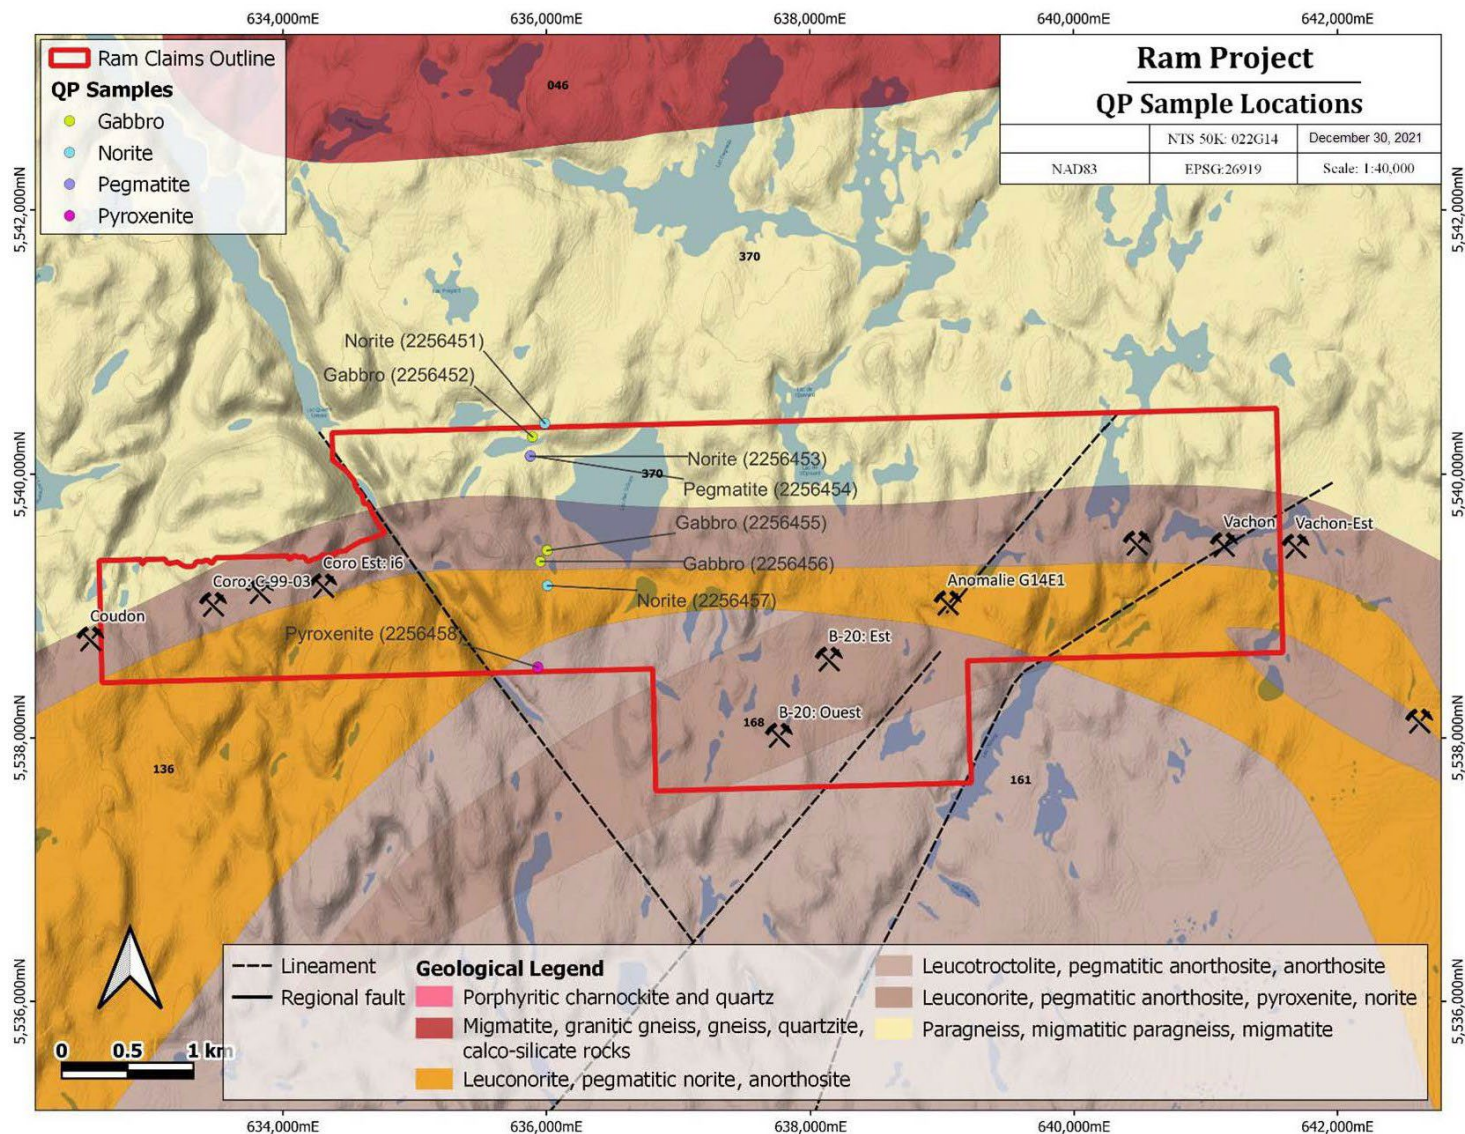 634,000mE
636,000mE
638,000mE
640,000mE
642,000mE
Ram Claims Outline
QP Samples
Gabbro
Norite
Pegmatite
Pyroxenite
Ram Project
QP Sample Locations
NTS 50K: 022G14
December 30, 2021
NAD83
EPSG:26919
Scale: 1:40,000
046
5,542,000mN
5,542,000mN
370
Norite (2256451)
Gabbro (2256452)
Norite (2256453)
370
Pegmatite (2256454)
5,540,000mN
5,540,000mN
Gabbro (2256455)
Vachon
Vachon-Est
Gabbro (2256456)
Coro Est: i6
Coro: C-99-03
Anomalie G14E1
Norite (2256457)
Coudon
Pyroxenite (2256458)
B-20: Est
B-20: Ouest
168
5,538,000mN
5,538,000mN
136
161
Lineament
Regional fault
Geological Legend
Porphyritic charnockite and quartz
Migmatite, granitic gneiss, gneiss, quartzite,
calco-silicate rocks
Leuconorite, pegmatitic norite, anorthosite
Leucotroctolite, pegmatitic anorthosite, anorthosite
Leuconorite, pegmatitic anorthosite, pyroxenite, norite
Paragneiss, migmatitic paragneiss, migmatite
5,536,000mN
5,536,000mN
0 0.5 1 km
634,000mE
636,000mE
638,000mE
640,000mE
642,000mE